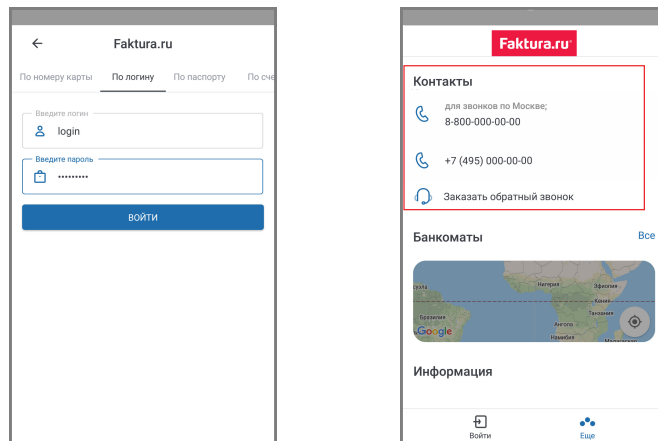 Faktura.ru
По номеру карты По логину По паспорту По сче
Введите логин
login
Введите пароль
•••••••••
ВОЙТИ
Faktura.ru
Контакты
для звонков по Москве;
8-800-000-00-00
+7 (495) 000-00-00
Заказать обратный звонок
Банкоматы Все
Нигерия
Эфиопия
Кения
Танзания
Бразилия
Ангола
Намибия
Google
Информация
Войти
Еще